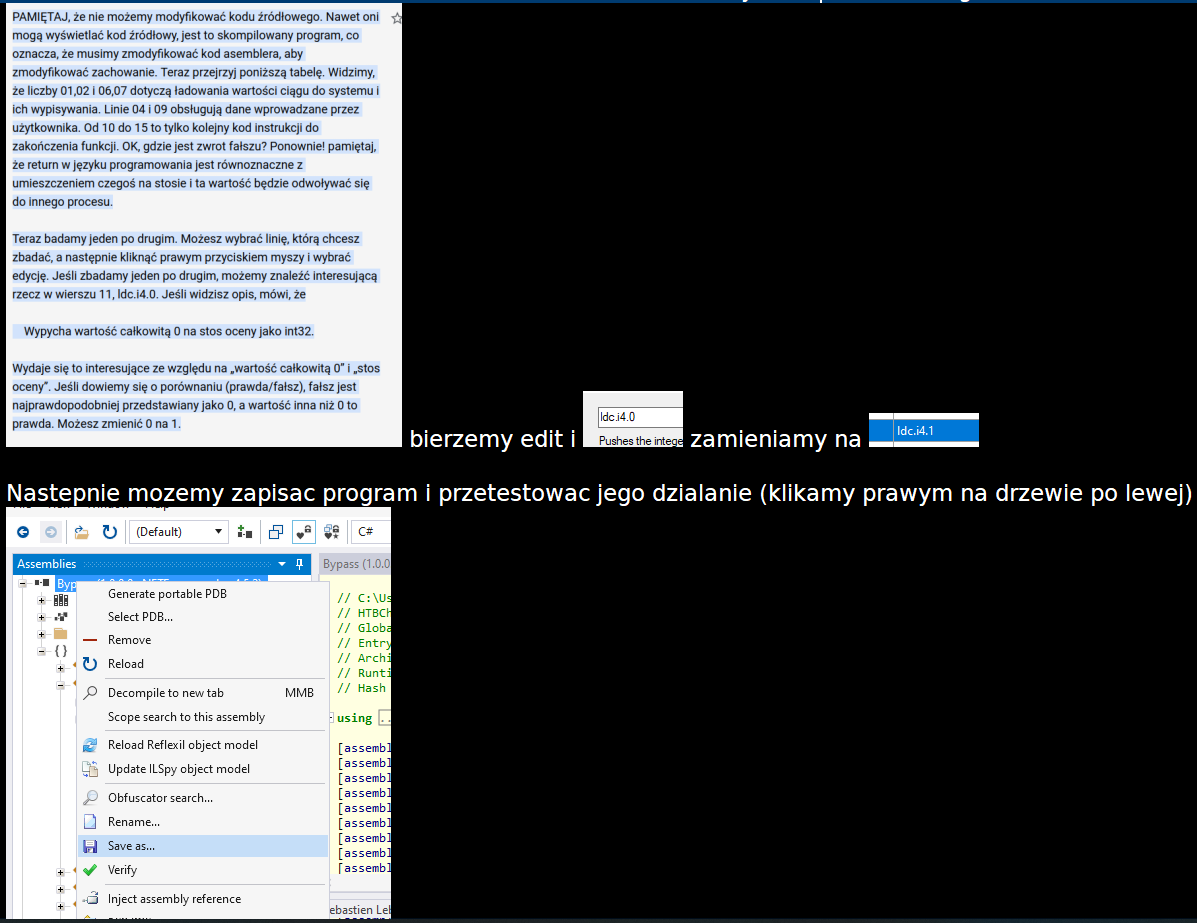 PAMIĘTAJ, że nie możemy modyfikować kodu źródłowego. Nawet oni
mogą wyświetlać kod źródłowy, jest to skompilowany program, co
oznacza, że musimy zmodyfikować kod asemblera, aby
zmodyfikować zachowanie. Teraz przejrzyj poniższą tabelę. Widzimy,
że liczby 01,02 i 06,07 dotyczą ładowania wartości ciągu do systemu i
ich wypisywania. Linie 04 i 09 obsługują dane wprowadzane przez
użytkownika. Od 10 do 15 to tylko kolejny kod instrukcji do
zakończenia funkcji. OK, gdzie jest zwrot fałszu? Ponownie! pamiętaj,
że return w języku programowania jest równoznaczne z
umieszczeniem czegoś na stosie i ta wartość będzie odwoływać się
do innego procesu.
Teraz badamy jeden po drugim. Możesz wybrać linię, którą chcesz
zbadać, a następnie kliknąć prawym przyciskiem myszy i wybrać
edycję. Jeśli zbadamy jeden po drugim, możemy znaleźć interesującą
rzecz w wierszu 11, ldc.i4.0. Jeśli widzisz opis, mówi, że
Wypycha wartość całkowitą 0 na stos oceny jako int32.
Wydaje się to interesujące ze względu na „wartość całkowitą 0” i „stos
oceny”. Jeśli dowiemy się o porównaniu (prawda/fałsz), fałsz jest
najprawdopodobniej przedstawiany jako 0, a wartość inna niż 0 to
prawda. Możesz zmienić 0 na 1.
bierzemy edit i
ldc.i4.0
Pushes the intege
zamieniamy na
ldc.i4.1
Nastepnie mozemy zapisac program i przetestowac jego dzialanie (klikamy prawym na drzewie po lewej)
(Default) C#
Assemblies
Bypass (1.0.0
Byp
Generate portable PDB
Select PDB...
Remove
Reload
Decompile to new tab MMB
Scope search to this assembly
Reload Reflexil object model
Update ILSpy object model
Obfuscator search...
Rename...
Save as...
Verify
Inject assembly reference
// C:\Us
// HTBCh
// Globa
// Entry
// Archi
// Runti
// Hash
using ..
[assembl
[assembl
[assembl
[assembl
[assembl
[assembl
[assembl
[assembl
[assembl
ebastien Leb